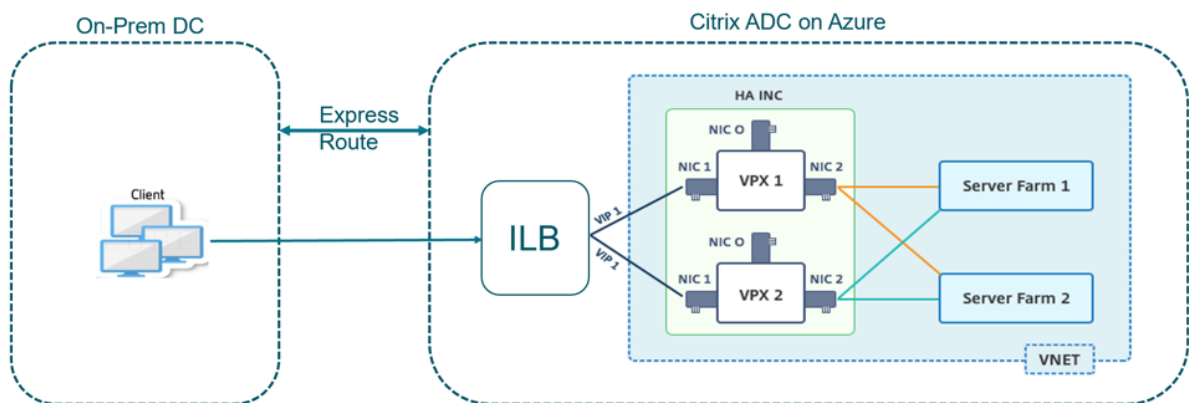 On-Prem DC
Citrix ADC on Azure
Express
Route
Client
ILB
VIP 1
VIP 1
HA INC
NIC O
NIC 1
VPX 1
NIC 2
NIC O
NIC 1
VPX 2
NIC 2
Server Farm 1
Server Farm 2
VNET